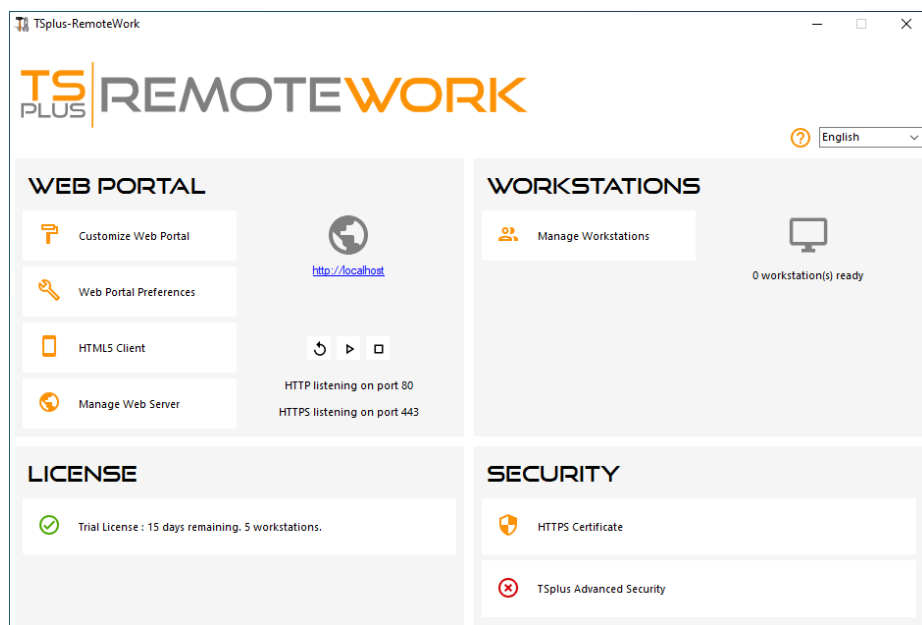 TSplus-RemoteWork
TS PLUS REMOTEWORK
English
WEB PORTAL
Customize Web Portal
Web Portal Preferences
HTML5 Client
Manage Web Server
http://localhost
HTTP listening on port 80
HTTPS listening on port 443
WORKSTATIONS
Manage Workstations
0 workstation(s) ready
LICENSE
Trial License : 15 days remaining. 5 workstations.
SECURITY
HTTPS Certificate
TSplus Advanced Security